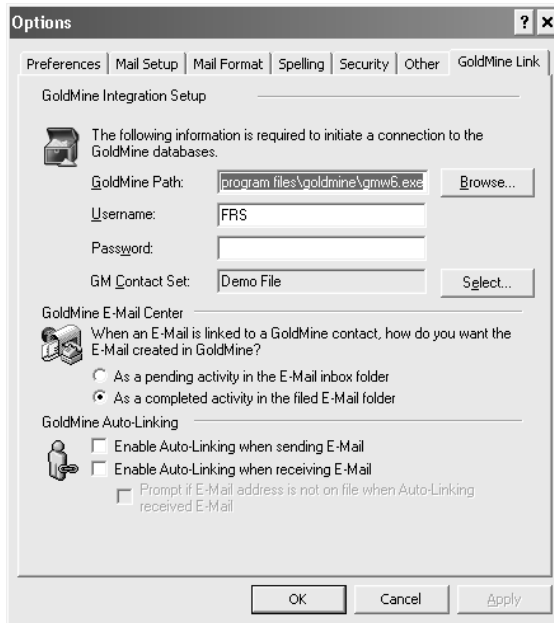 Options
?
Preferences
Mail Setup
Mail Format
Spelling
Security
Other
GoldMine Link
GoldMine Integration Setup
The following information is required to initiate a connection to the
GoldMine databases.
GoldMine Path:
program files\goldmine\gmw6.exe
Browse...
Username:
FRS
Password:
GM Contact Set:
Demo File
Select...
GoldMine E-Mail Center
When an E-Mail is linked to a GoldMine contact, how do you want the
E-Mail created in GoldMine?
As a pending activity in the E-Mail inbox folder
As a completed activity in the filed E-Mail folder
GoldMine Auto-Linking
Enable Auto-Linking when sending E-Mail
Enable Auto-Linking when receiving E-Mail
Prompt if E-Mail address is not on file when Auto-Linking
received E-Mail
OK
Cancel
Apply